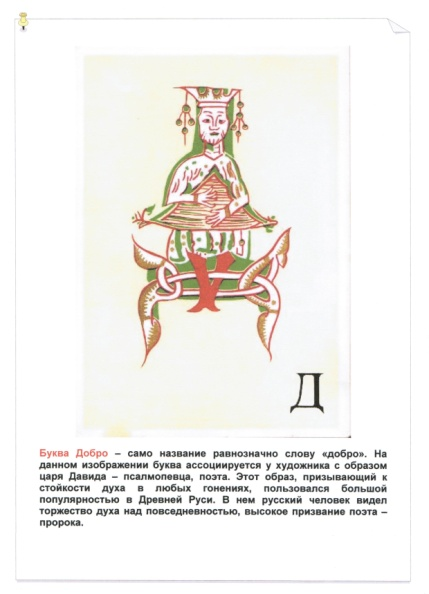 Д
Буква Добро – само название равнозначно слову «добро». На
данном изображении буква ассоциируется у художника с образом
царя Давида – псалмопевца, поэта. Этот образ, призывающий к
стойкости духа в любых гонениях, пользовался большой
популярностью в Древней Руси. В нем русский человек видел
торжество духа над повседневностью, высокое призвание поэта –
пророка.